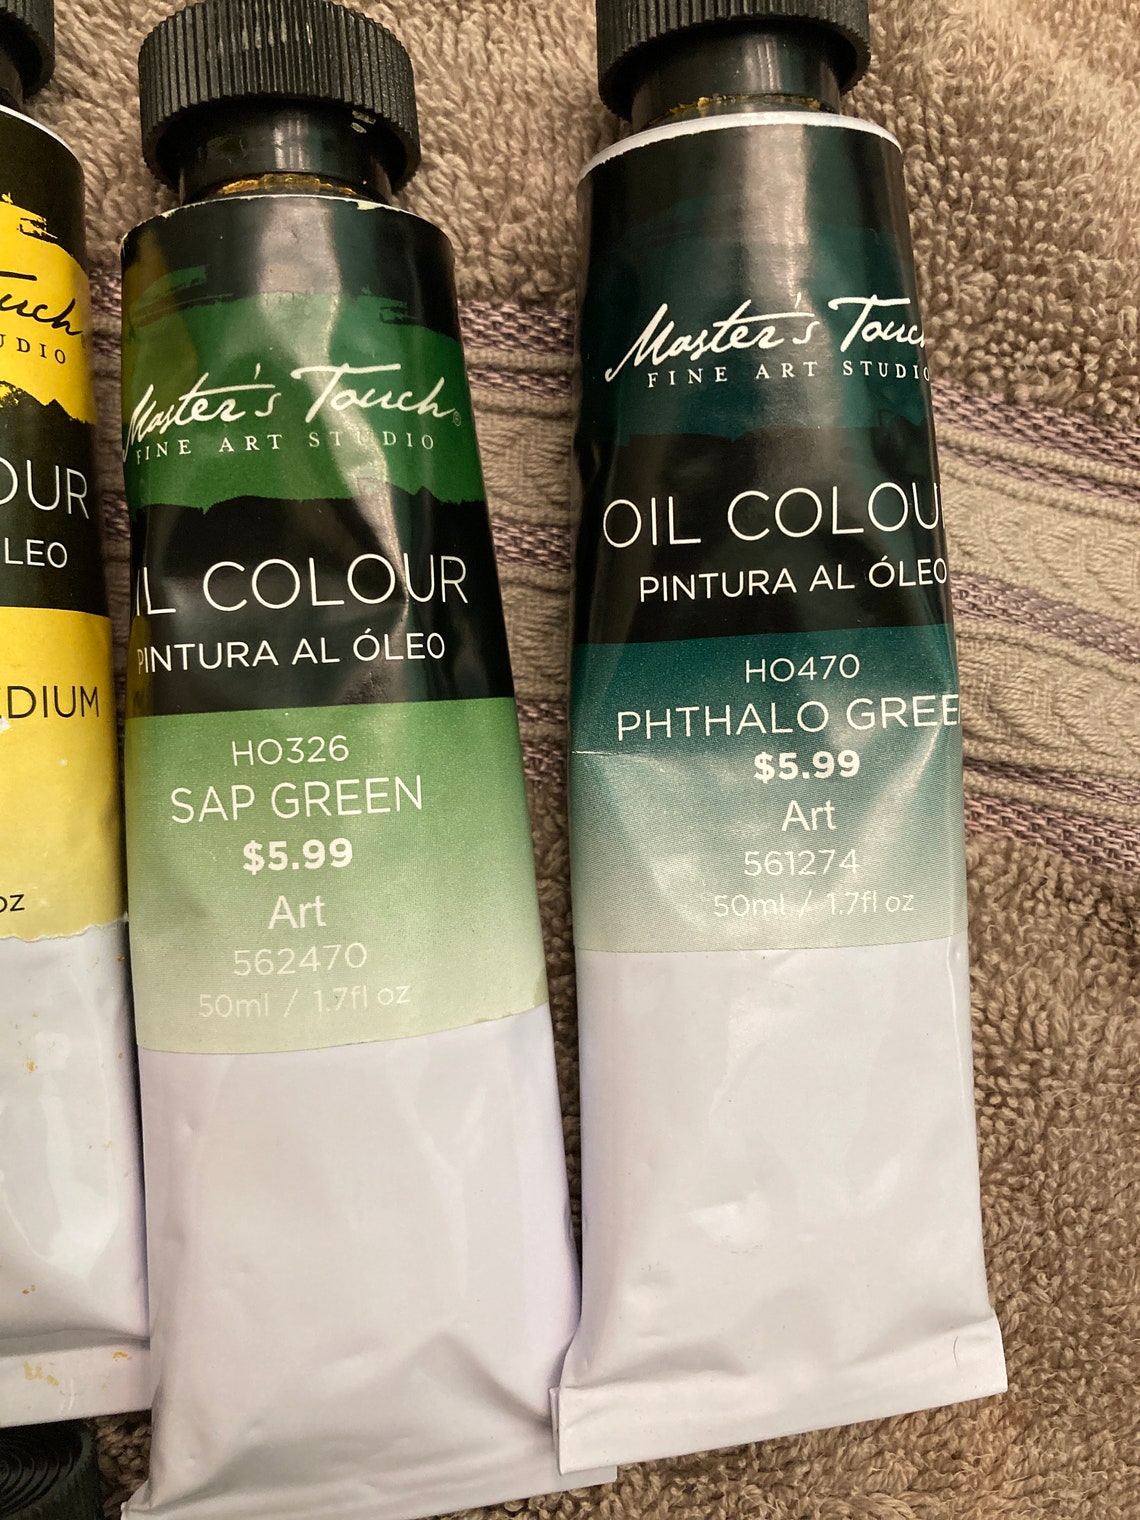 Touch
STUDIO
OUR
LEO
EDIUM
oz
Master's Touch®
FINE ART STUDIO
IL COLOUR
PINTURA AL ÓLEO
HO326
SAP GREEN
$5.99
Art
562470
50ml / 1.7fl oz
Master's Touch
FINE ART STUDIO
OIL COLOU
PINTURA AL ÓLEO
HO470
PHTHALO GREE
$5.99
Art
561274
50ml / 1.7fl oz